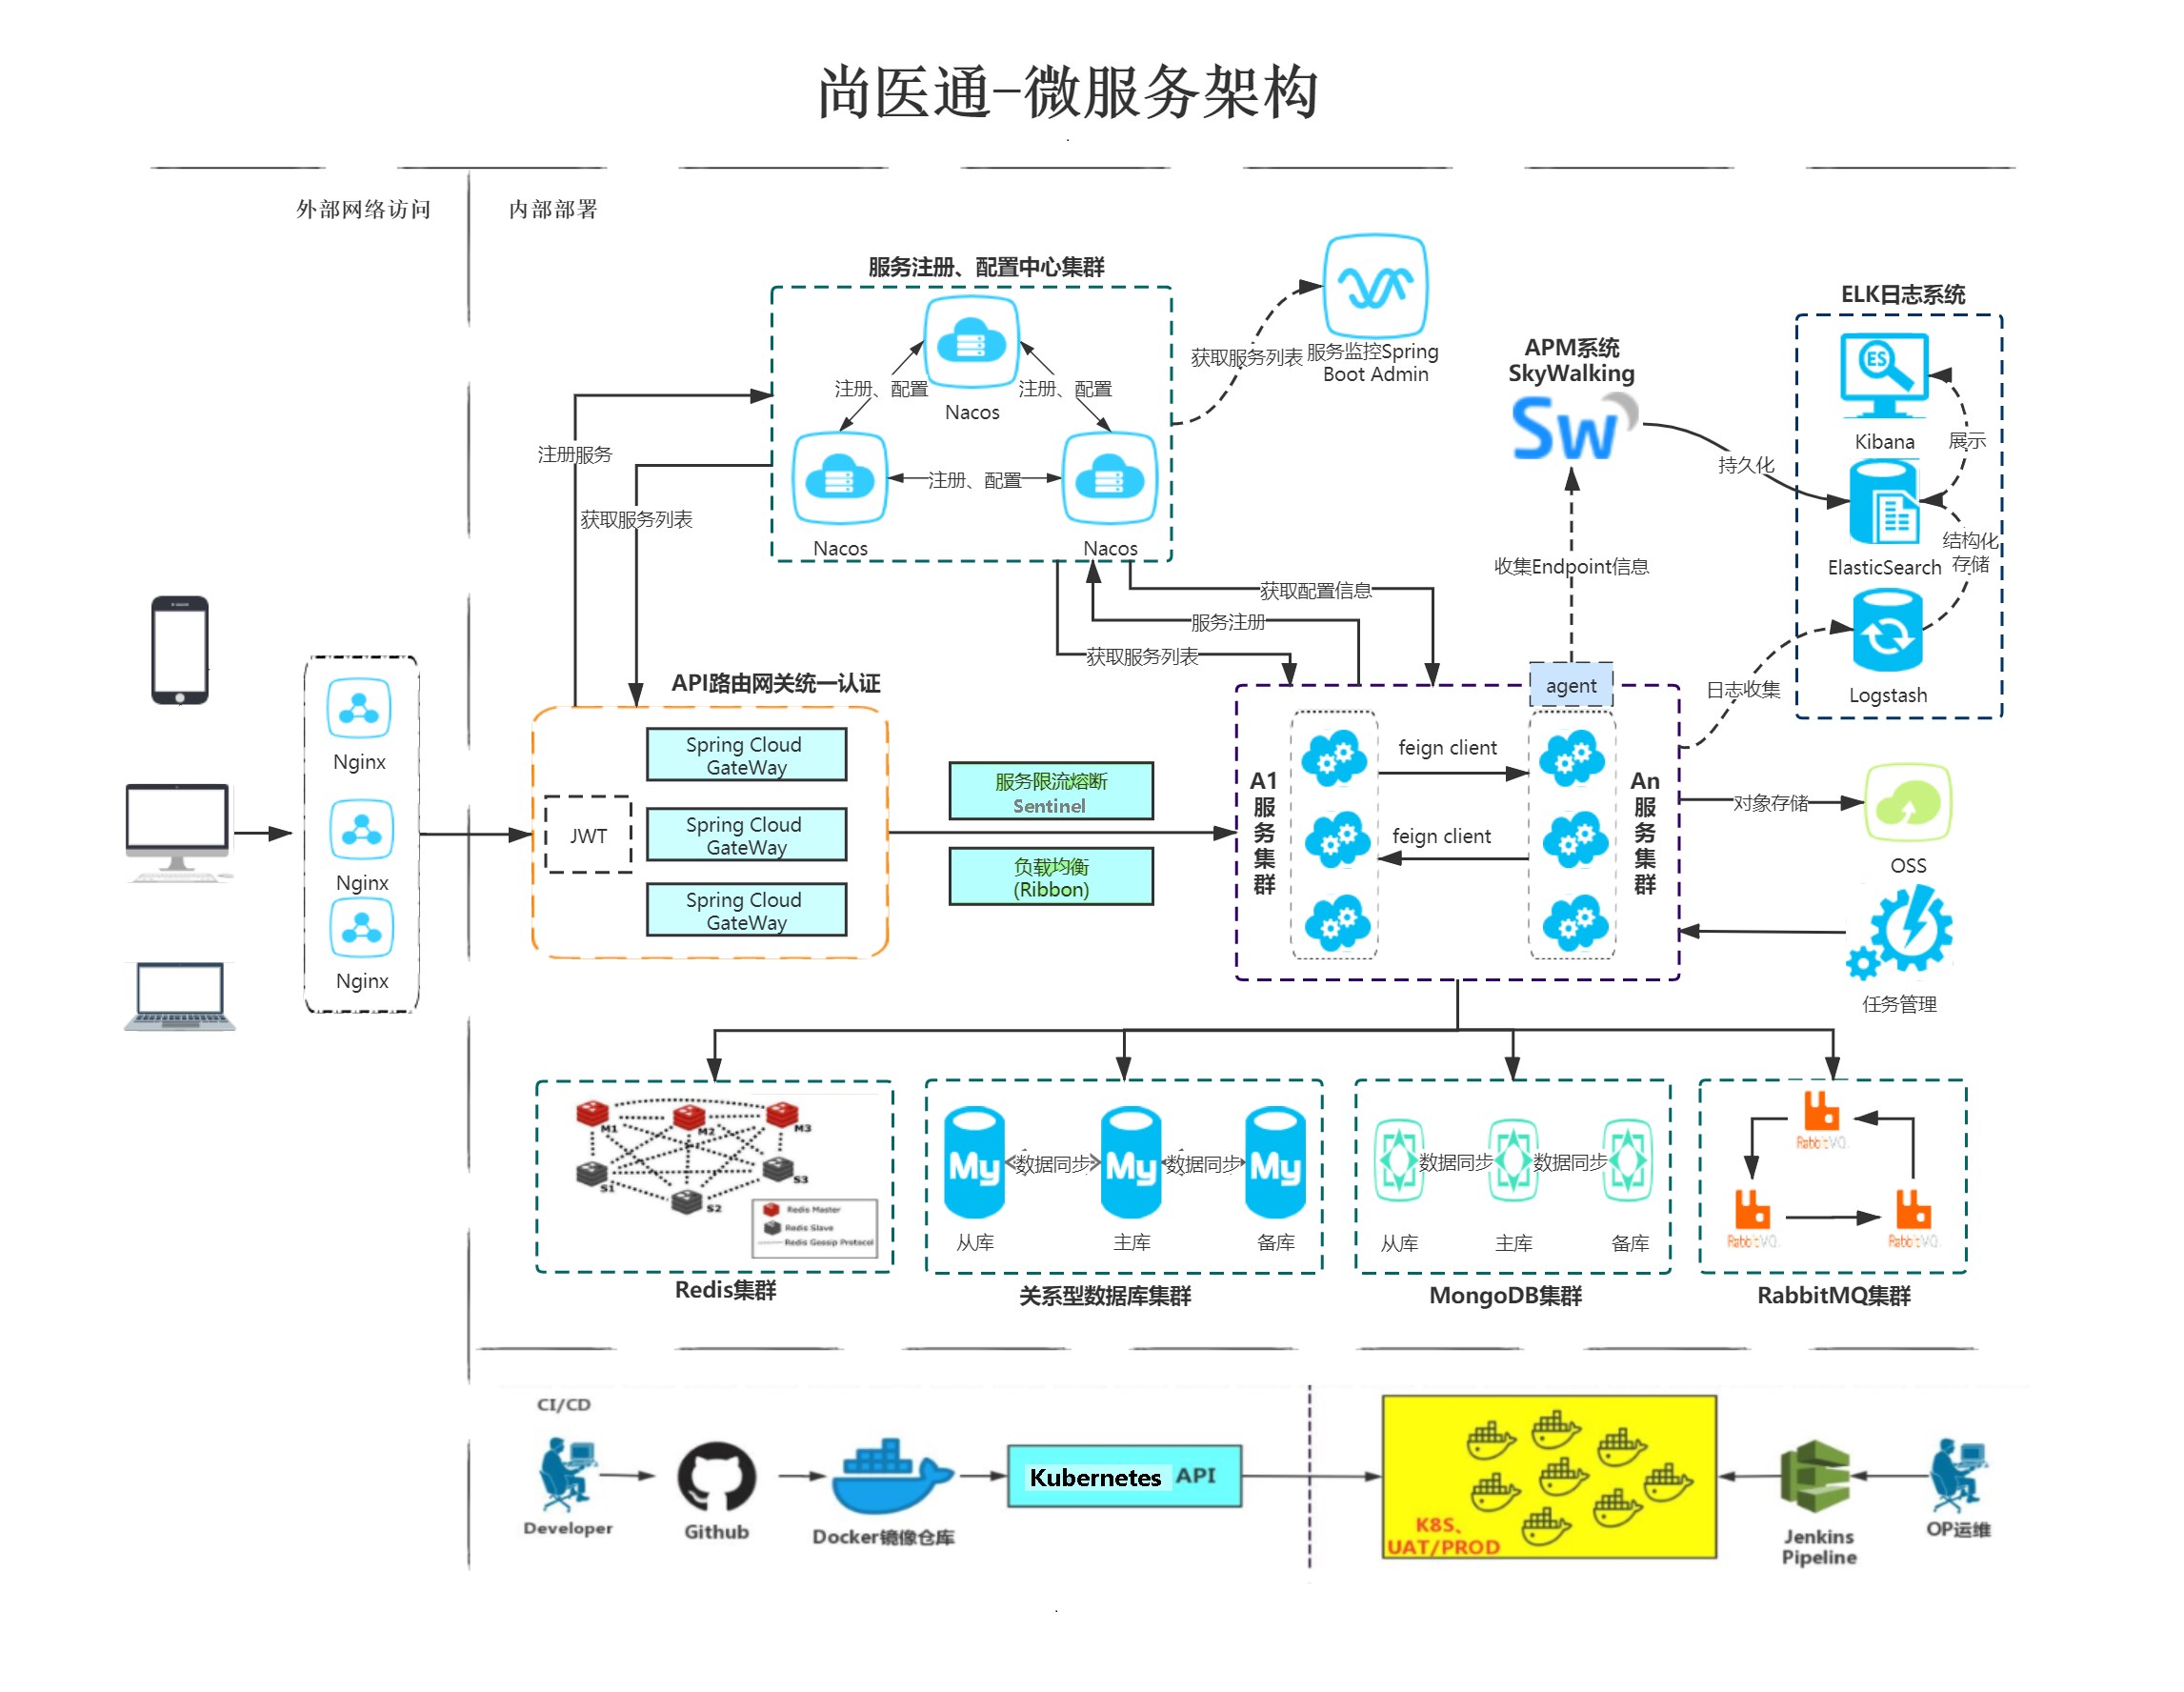 尚医通-微服务架构
外部网络访问
内部部署
服务注册、配置中心集群
注册、配置
注册、配置
Nacos
注册、配置
Nacos
Nacos
获取服务列表
服务监控Spring
Boot Admin
APM系统
SkyWalking
Sw
持久化
收集Endpoint信息
ELK日志系统
ES
Kibana
展示
ElasticSearch
结构化
存储
Logstash
日志收集
注册服务
获取服务列表
获取配置信息
服务注册
获取服务列表
Nginx
Nginx
Nginx
API路由网关统一认证
JWT
Spring Cloud
GateWay
Spring Cloud
GateWay
Spring Cloud
GateWay
服务限流熔断
Sentinel
负载均衡
(Ribbon)
agent
A1
服
务
集
群
feign client
feign client
An
服
务
集
群
对象存储
OSS
任务管理
M1
M2
M3
S1
S2
S3
Redis Master
Redis Slave
Redis Gossip Protocol
Redis集群
My
数据同步
My
数据同步
My
从库
主库
备库
关系型数据库集群
数据同步
数据同步
从库
主库
备库
MongoDB集群
RabbitMQ集群
CI/CD
Developer
Github
Docker镜像仓库
Kubernetes API
K8S、
UAT/PROD
Jenkins
Pipeline
OP运维